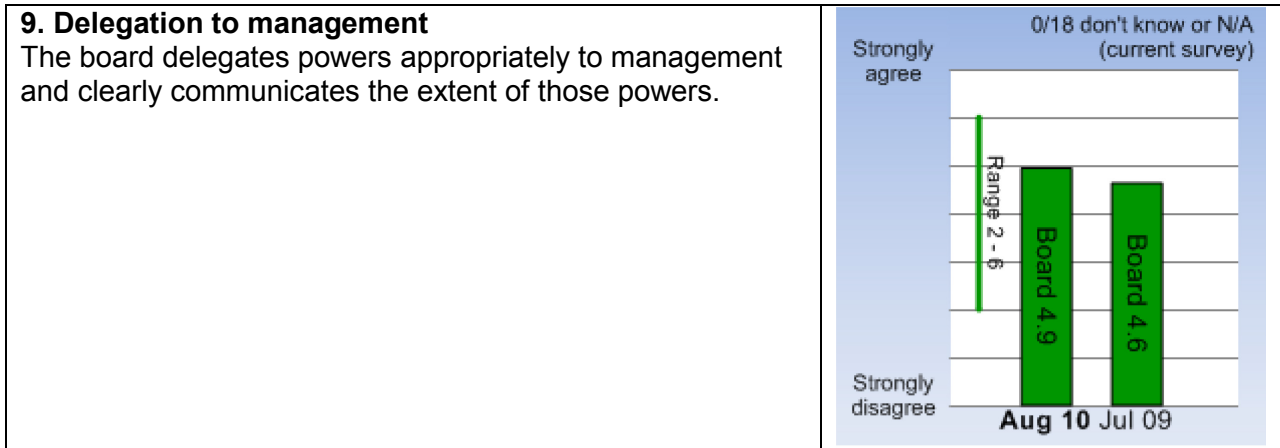 9. Delegation to management
The board delegates powers appropriately to management
and clearly communicates the extent of those powers.
0/18 don't know or N/A
(current survey)
Strongly
agree
Range 2 - 6
Board 4.9
Board 4.6
Strongly
disagree
Aug 10 Jul 09